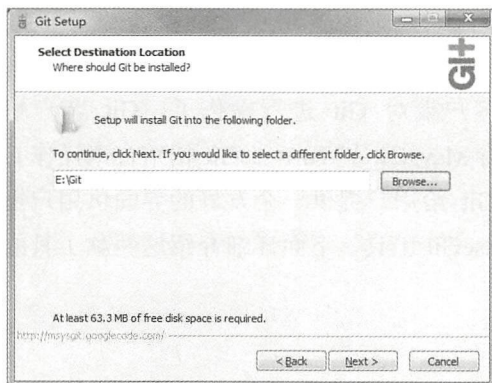 Git Setup
Select Destination Location
Where should Git be installed?
Git+
Setup will install Git into the following folder.
To continue, click Next. If you would like to select a different folder, click Browse.
E:\Git
Browse...
At least 63.3 MB of free disk space is required.
http://msysgit.googlecode.com/
< Back
Next >
Cancel